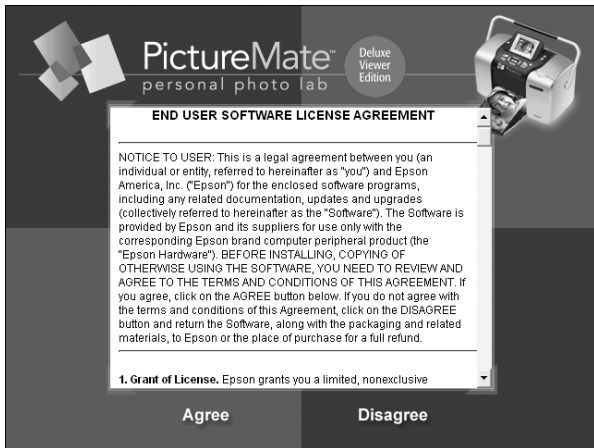 PictureMate™
personal photo lab
Deluxe
Viewer
Edition
END USER SOFTWARE LICENSE AGREEMENT
NOTICE TO USER: This is a legal agreement between you (an
individual or entity, referred to hereinafter as "you") and Epson
America, Inc. ("Epson") for the enclosed software programs,
including any related documentation, updates and upgrades
(collectively referred to hereinafter as the "Software"). The Software is
provided by Epson and its suppliers for use only with the
corresponding Epson brand computer peripheral product (the
"Epson Hardware"). BEFORE INSTALLING, COPYING OF
OTHERWISE USING THE SOFTWARE, YOU NEED TO REVIEW AND
AGREE TO THE TERMS AND CONDITIONS OF THIS AGREEMENT. If
you agree, click on the AGREE button below. If you do not agree with
the terms and conditions of this Agreement, click on the DISAGREE
button and return the Software, along with the packaging and related
materials, to Epson or the place of purchase for a full refund.
1. Grant of License. Epson grants you a limited, nonexclusive
Agree
Disagree